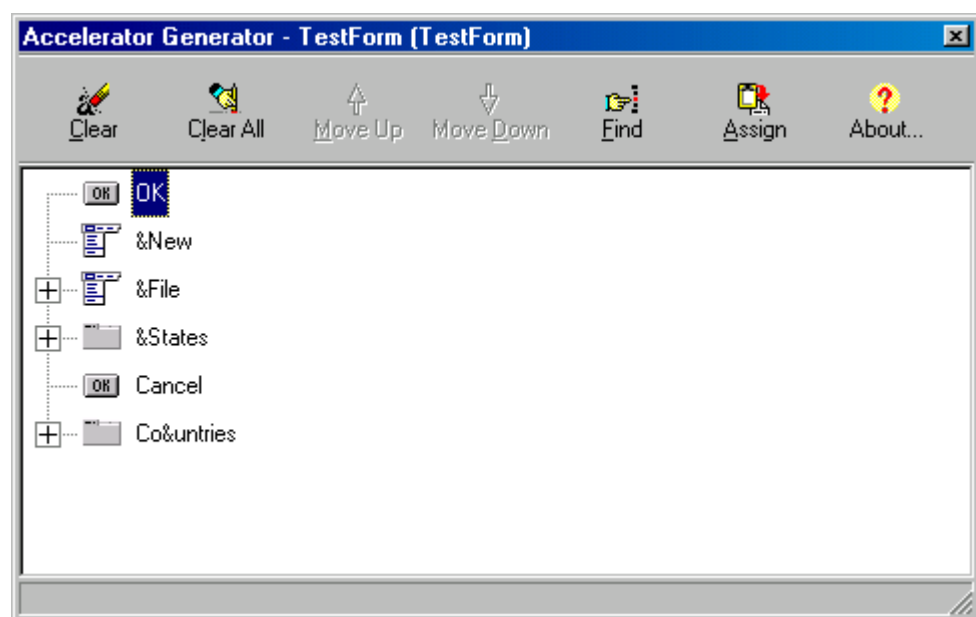 Accelerator Generator - TestForm (TestForm)
Clear Clear All Move Up Move Down Find Assign About...
OK OK
&New
&File
&States
OK Cancel
Co&untries